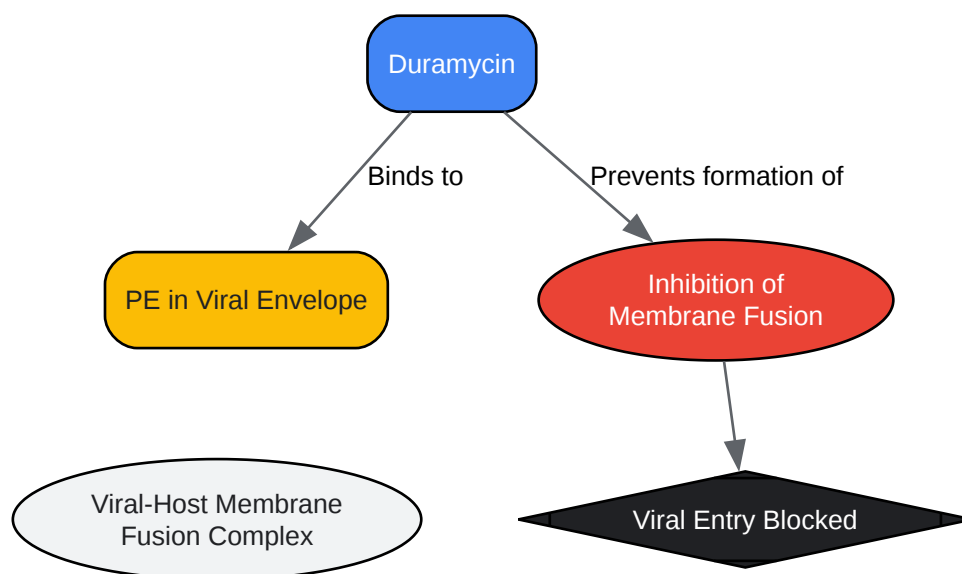 Duramycin
Binds to
Prevents formation of
PE in Viral Envelope
Inhibition of
Membrane Fusion
Viral-Host Membrane
Fusion Complex
Viral Entry Blocked